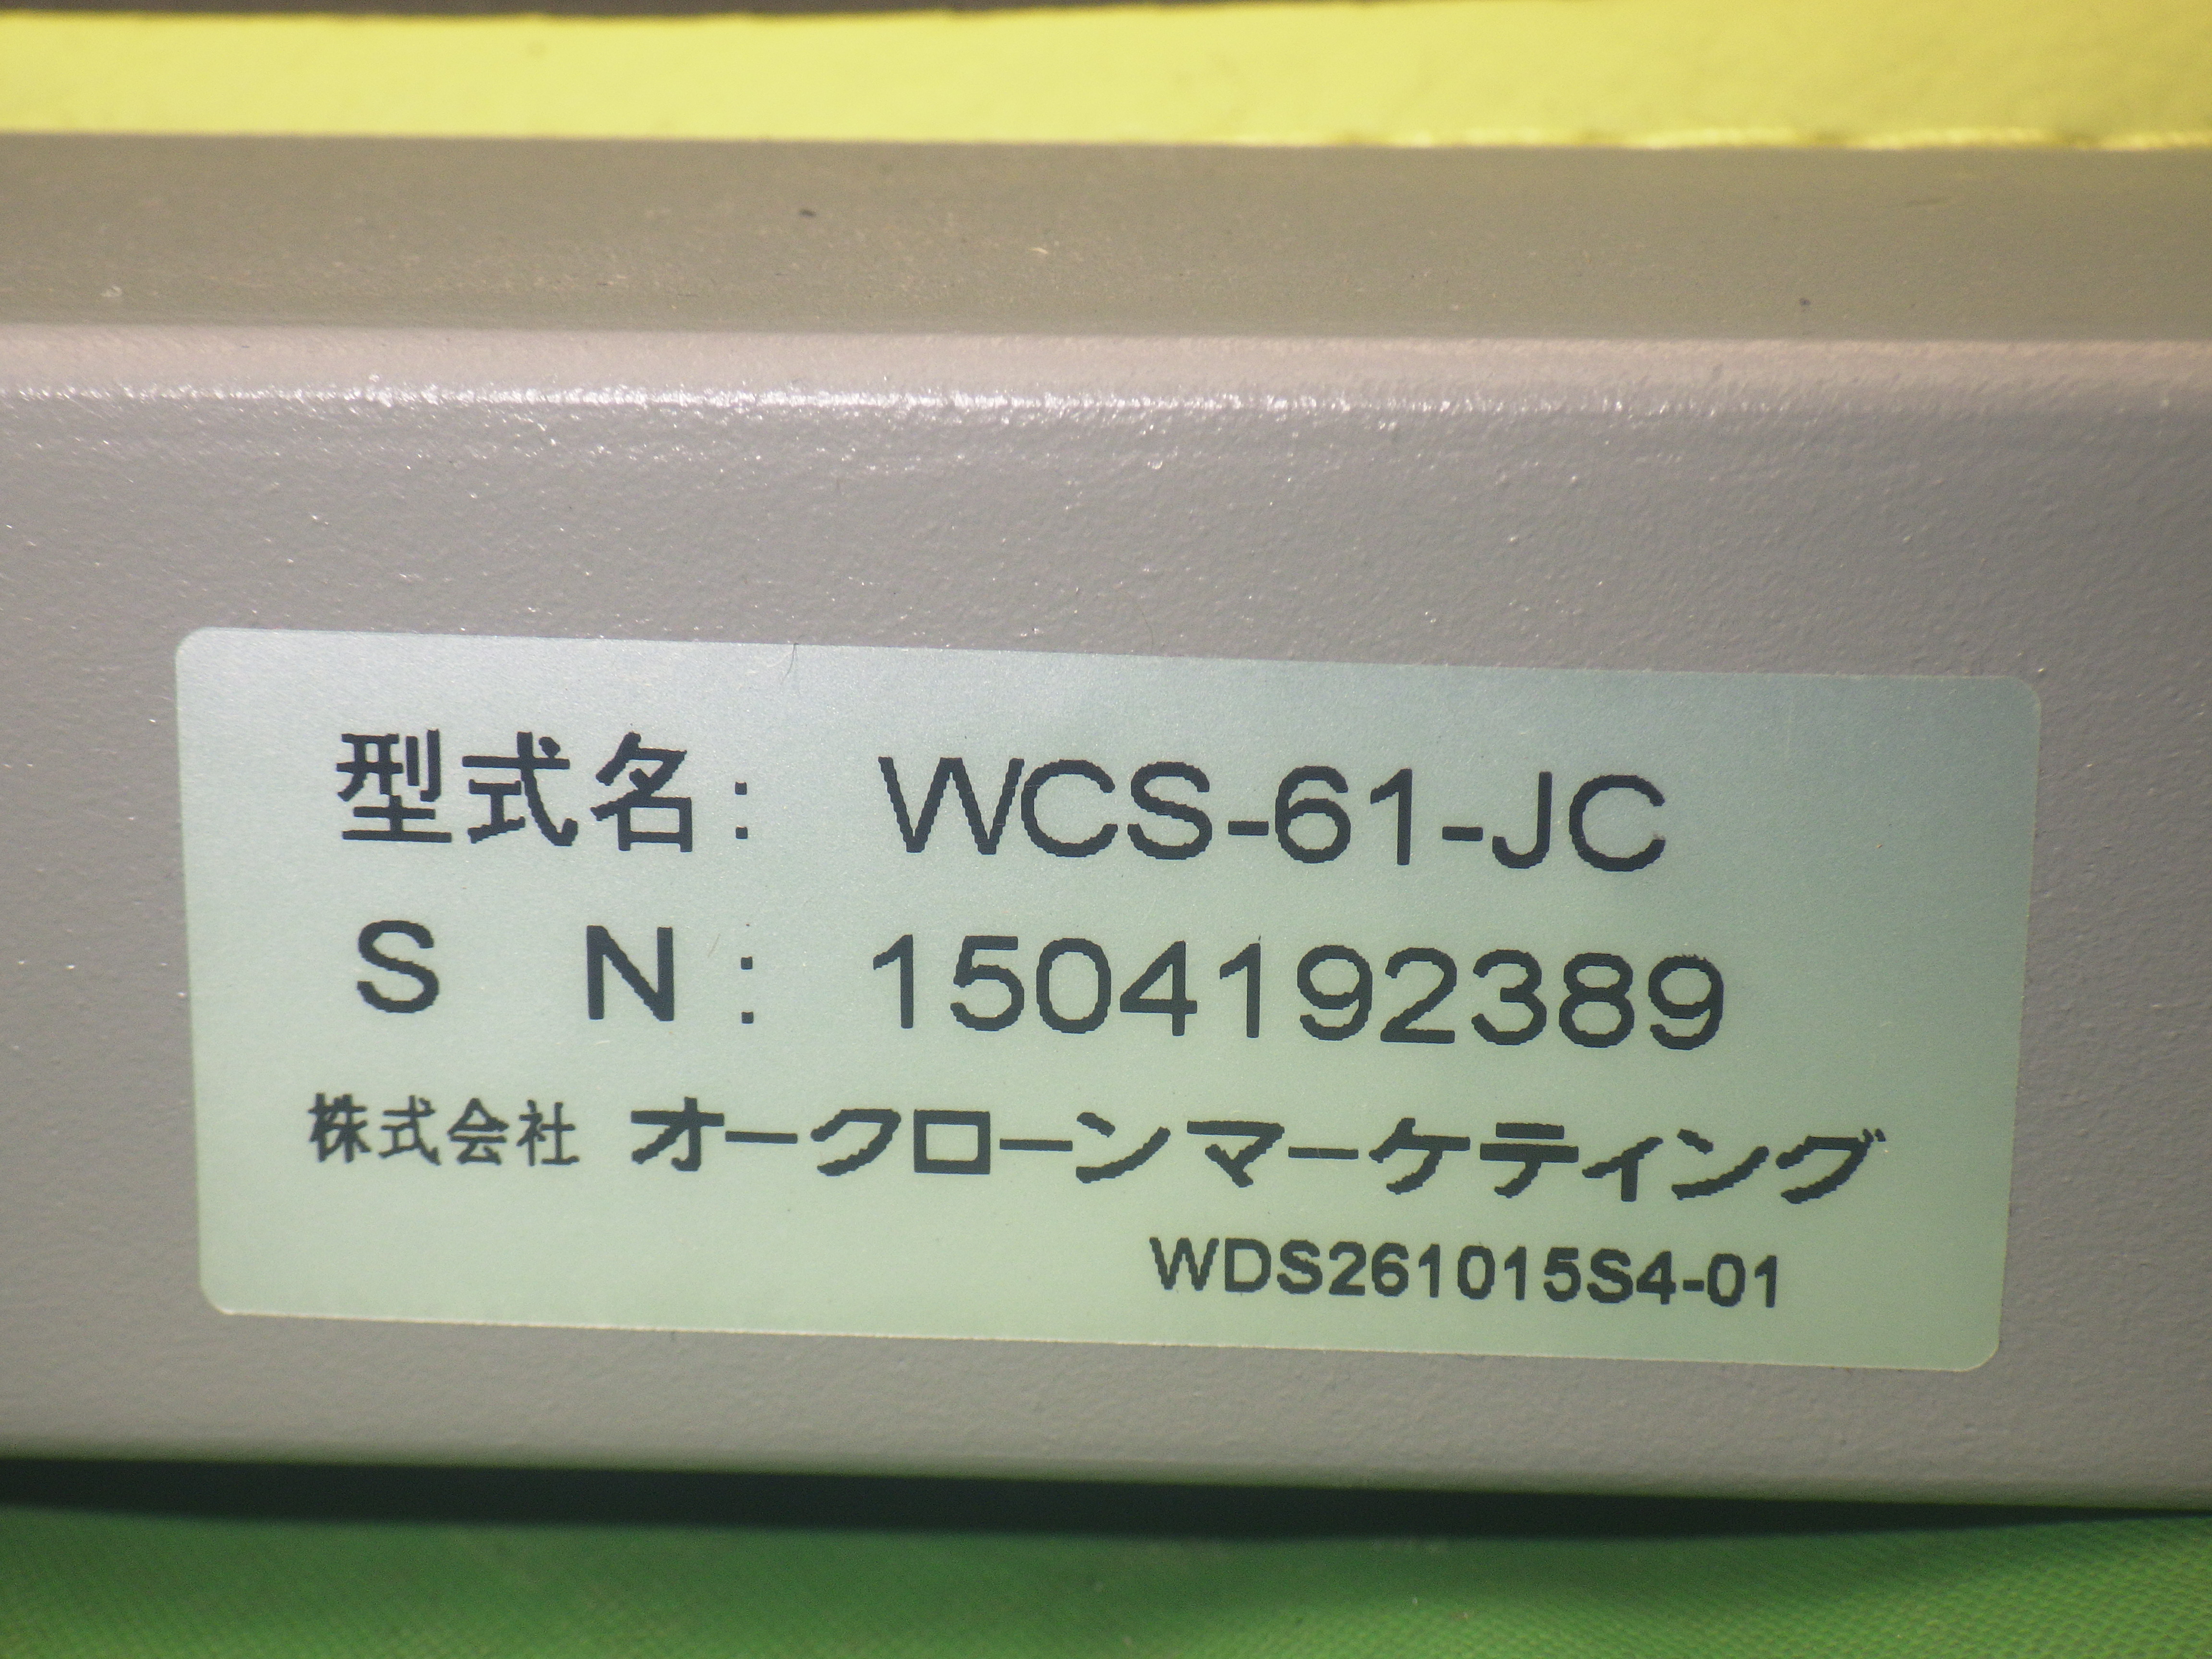 型式名: WCS-61-JC
S N: 1504192389
株式会社 オークローンマーケティング
WDS261015S4-01